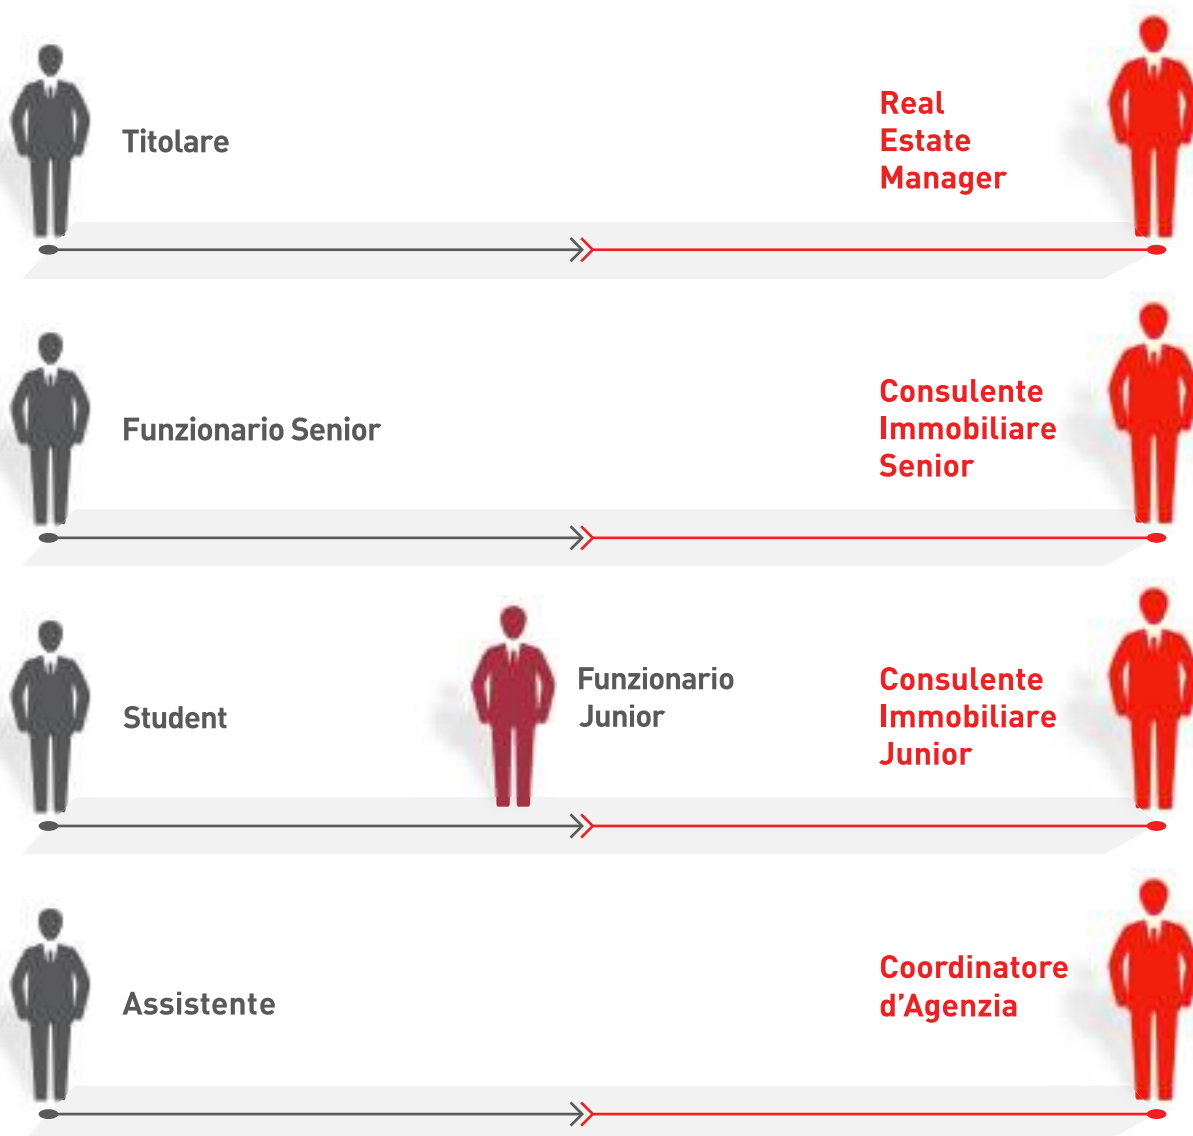 Titolare
Real
Estate
Manager
Funzionario Senior
Consulente
Immobiliare
Senior
Student
Funzionario
Junior
Consulente
Immobiliare
Junior
Assistente
Coordinatore
d’Agenzia